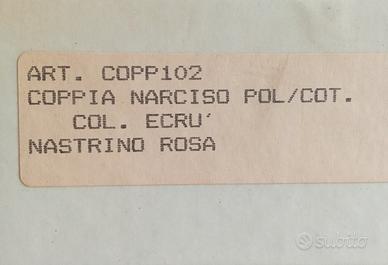 ART. COPP102
COPPIA NARCISO POL/COT.
COL. ECRU´
NASTRINO ROSA
subito